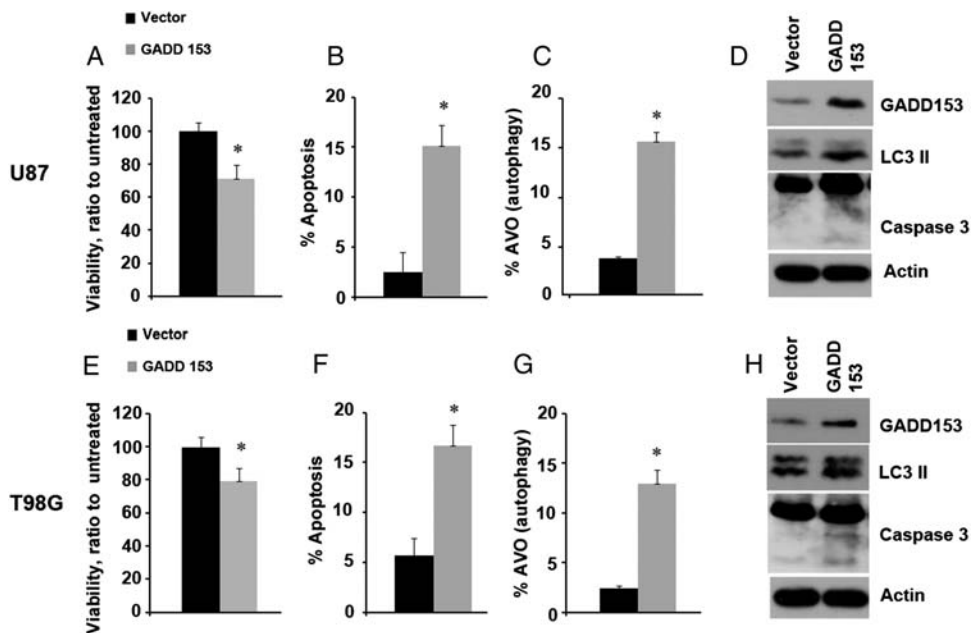 Vector
GADD 153
A
B
C
D
Vector
GADD
153
U87
Viability, ratio to untreated
120
100
80
60
40
20
0
*
% Apoptosis
20
15
10
5
0
*
% AVO (autophagy)
20
15
10
5
0
*
GADD153
LC3 II
Caspase 3
Actin
Vector
GADD 153
E
F
G
H
Vector
GADD
153
T98G
Viability, ratio to untreated
120
100
80
60
40
20
0
*
% Apoptosis
20
15
10
5
0
*
% AVO (autophagy)
20
15
10
5
0
*
GADD153
LC3 II
Caspase 3
Actin